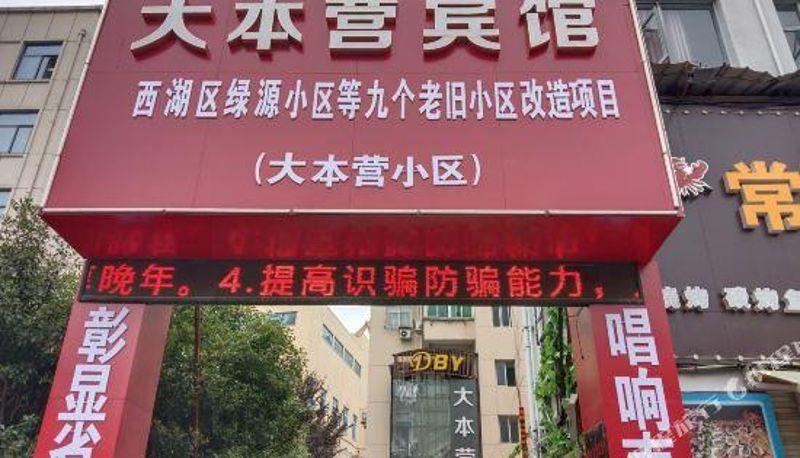 大本营宾馆
西湖区绿源小区等九个老旧小区改造项目
(大本营小区)
晚年。4.提高识骗防骗能力,
彰显省
唱响
DBY
大本营
常